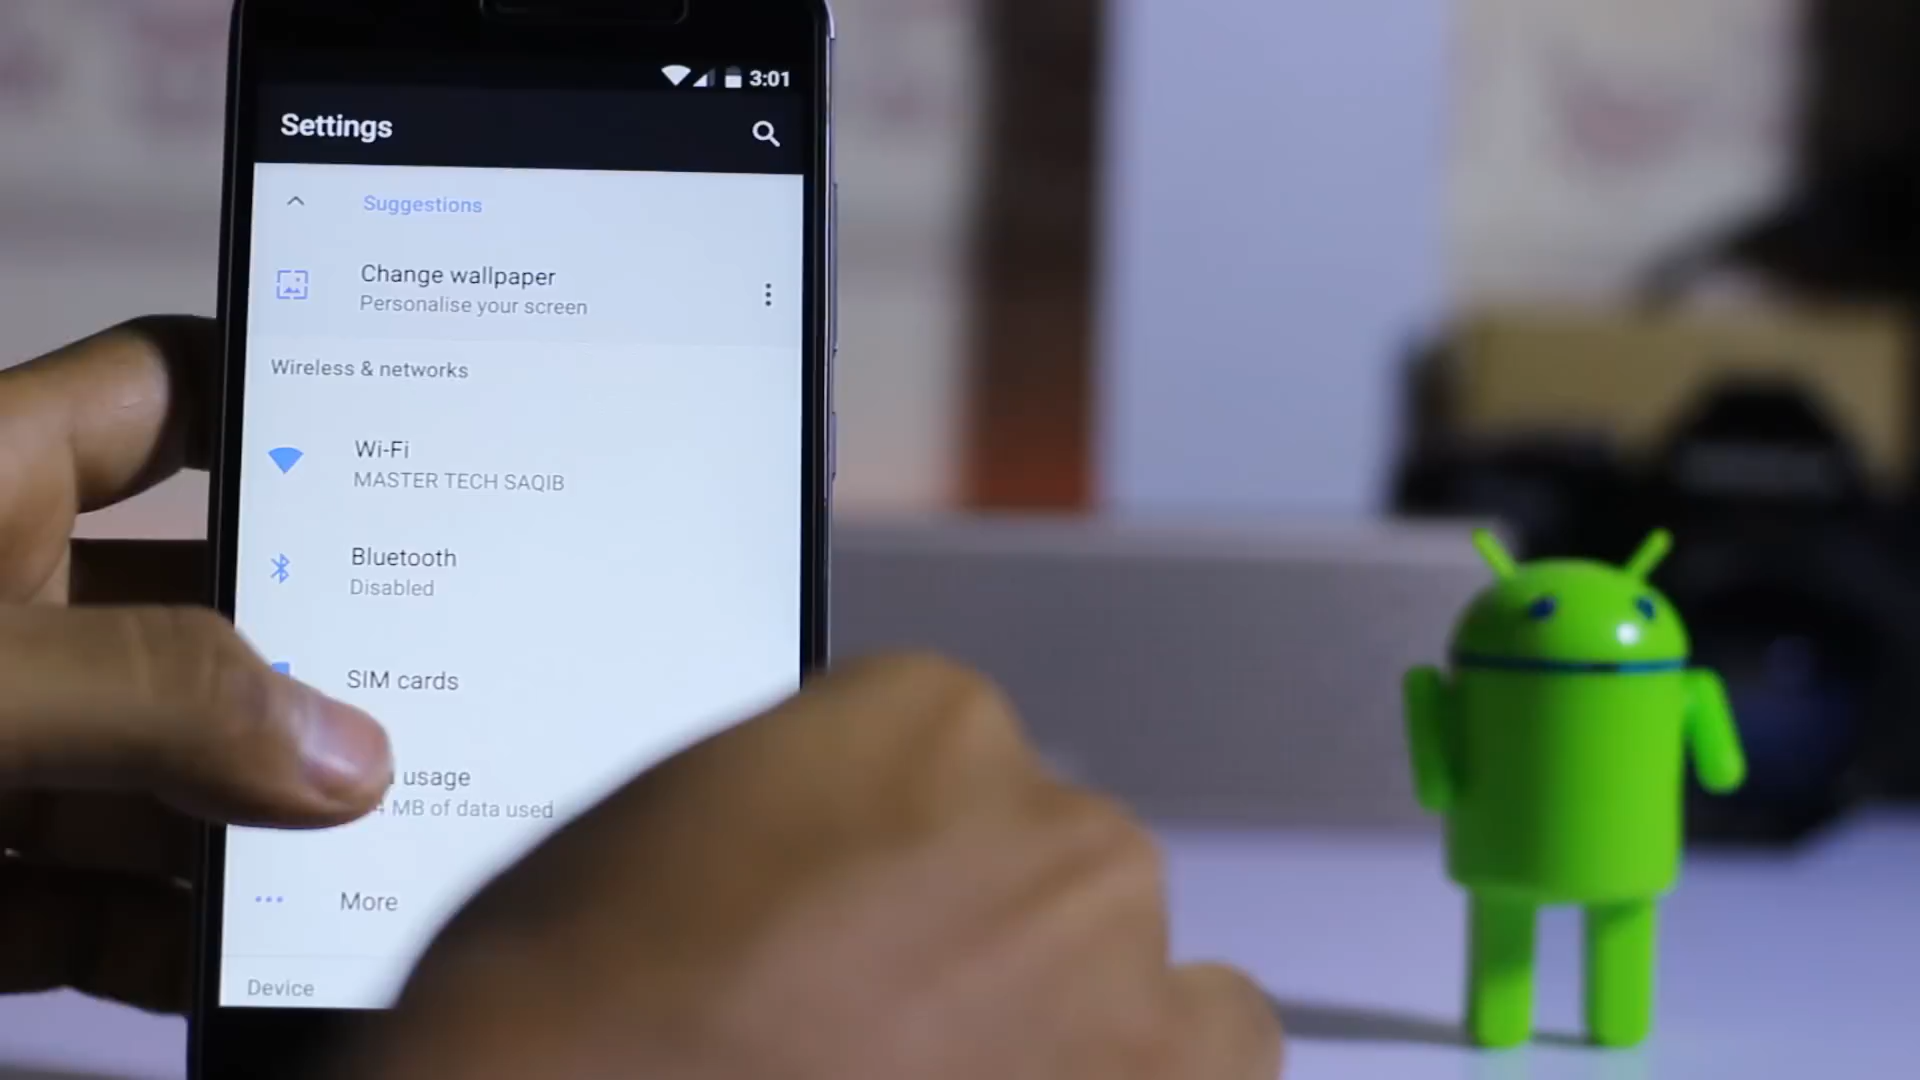 3:01
Settings
Suggestions
Change wallpaper
Personalise your screen
Wireless & networks
Wi-Fi
MASTER TECH SAQIB
Bluetooth
Disabled
SIM cards
usage
MB of data used
More
Device